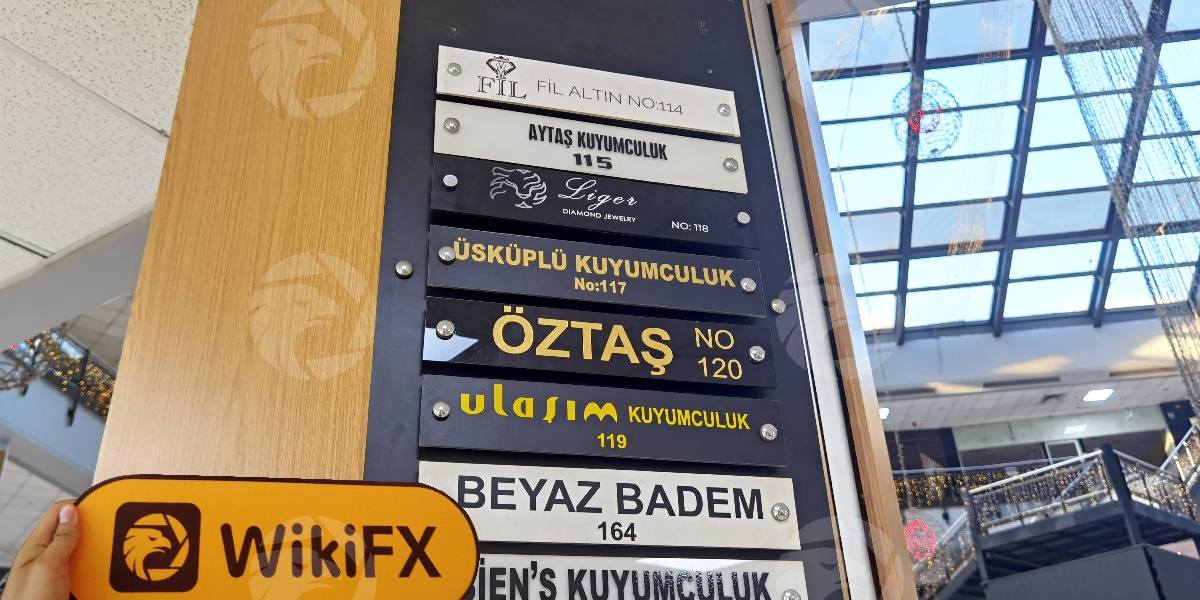 FİL FİL ALTIN NO:114
AYTAŞ KUYUMCULUK
115
Liger
DIAMOND JEWELRY
NO: 118
ÜSKÜPLÜ KUYUMCULUK
No:117
ÖZTAŞ NO
120
ulaşım KUYUMCULUK
119
BEYAZ BADEM
164
KUYUMCULUK
WikiFX